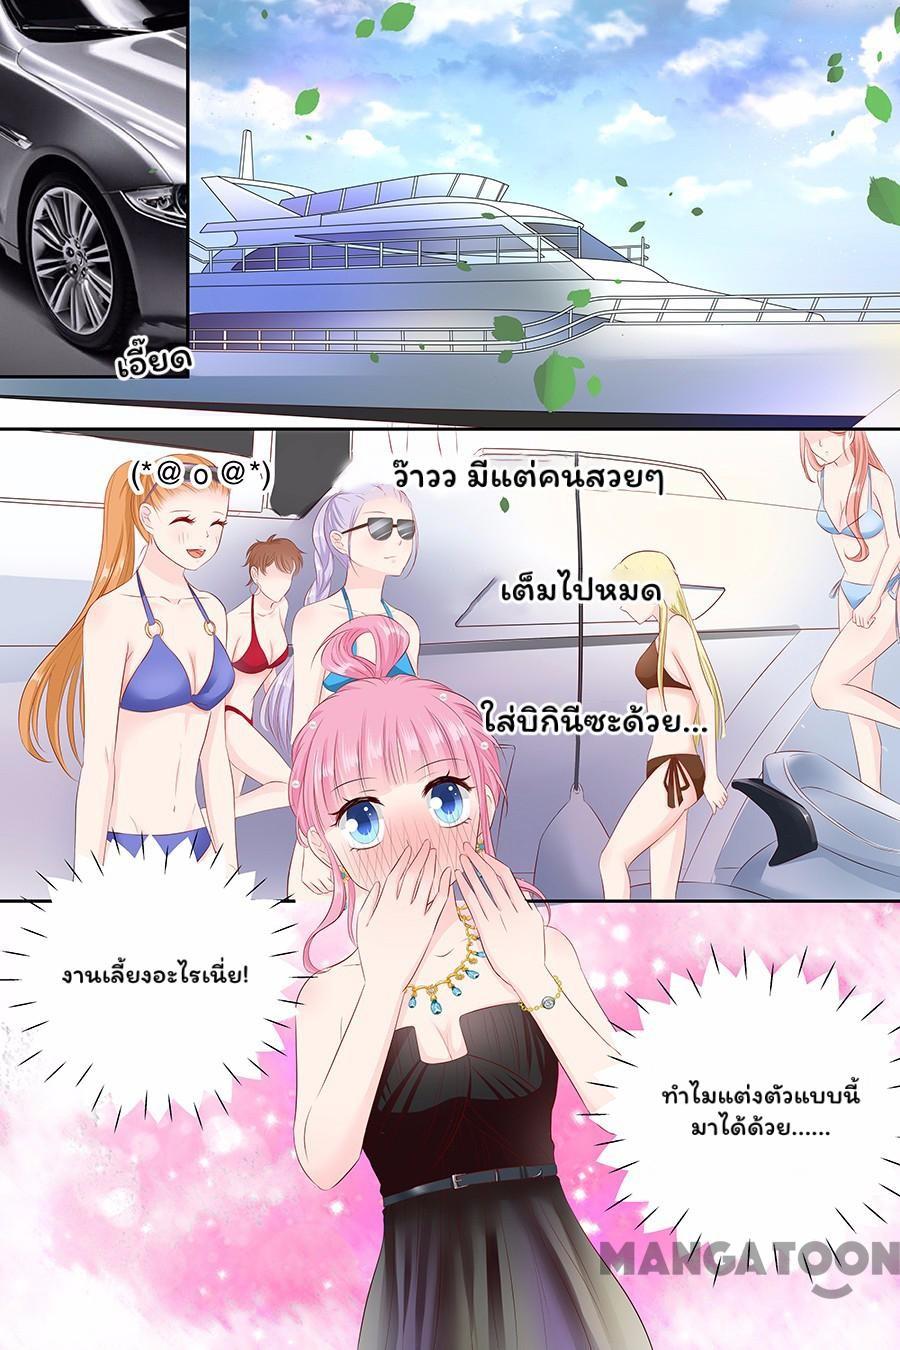 เอี๊ยด
(*@o@*)
ว๊าวว มีแต่คนสวยๆ
เต็มไปหมด
ใส่บิกินีซะด้วย...
งานเลี้ยงอะไรเนี่ย!
ทำไมแต่งตัวแบบนี้
มาได้ด้วย......
MANGATOON